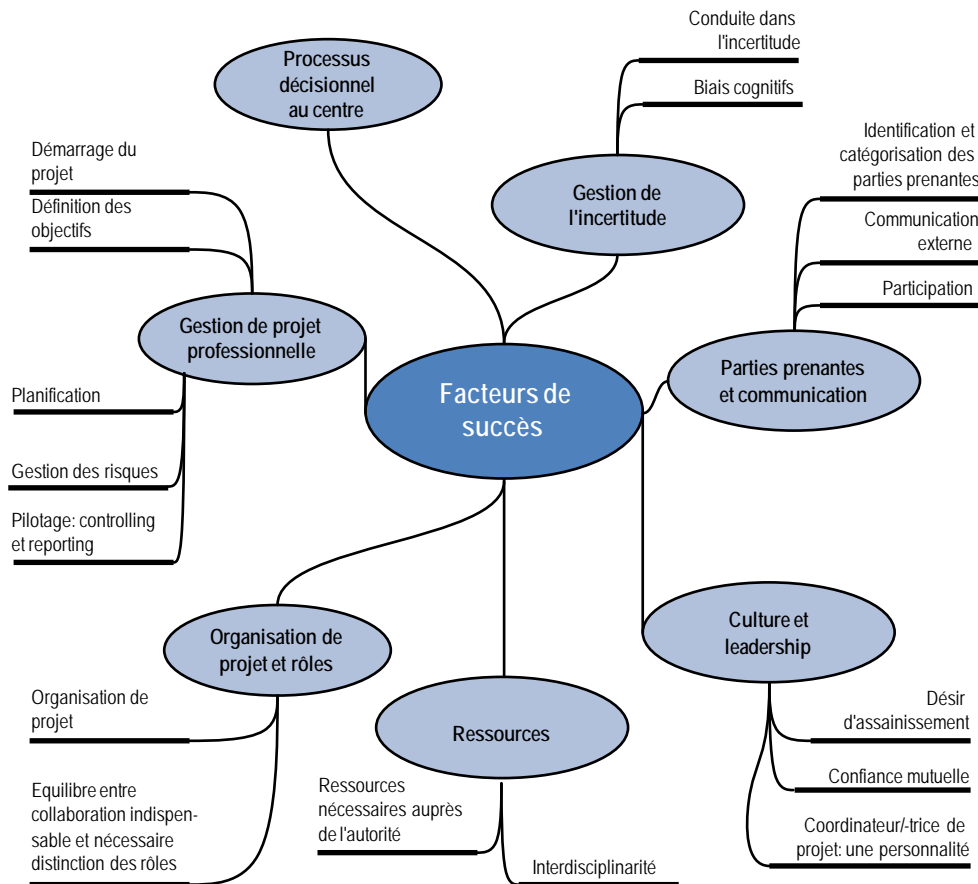 Conduite dans
l'incertitude
Biais cognitifs
Processus
décisionnel
au centre
Gestion de
l'incertitude
Identification et
catégorisation des
parties prenantes
Communication
externe
Participation
Démarrage du
projet
Définition des
objectifs
Gestion de projet
professionnelle
Parties prenantes
et communication
Facteurs de
succès
Planification
Gestion des risques
Pilotage: controlling
et reporting
Organisation de
projet et rôles
Culture et
leadership
Organisation de
projet
Equilibre entre
collaboration indispen-
sable et nécessaire
distinction des rôles
Ressources
Ressources
nécessaires auprès
de l'autorité
Interdisciplinarité
Désir
d'assainissement
Confiance mutuelle
Coordinateur/-trice de
projet: une personnalité